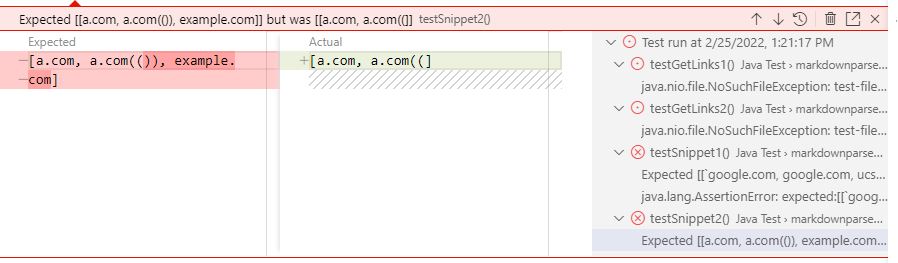 Expected [[a.com, a.com(()), example.com]] but was [[a.com, a.com((]] testSnippet2()
Expected
Actual
[a.com, a.com(()), example.
com]
+[a.com, a.com((]
Test run at 2/25/2022, 1:21:17 PM
testGetLinks1() Java Test › markdownparse...
java.nio.file.NoSuchFileException: test-file...
testGetLinks2() Java Test › markdownparse...
java.nio.file.NoSuchFileException: test-file...
testSnippet1() Java Test › markdownparse...
Expected [[`google.com, google.com, ucs...
java.lang.AssertionError: expected:[[`goog...
testSnippet2() Java Test › markdownparse...
Expected [[a.com, a.com(()), example.com...